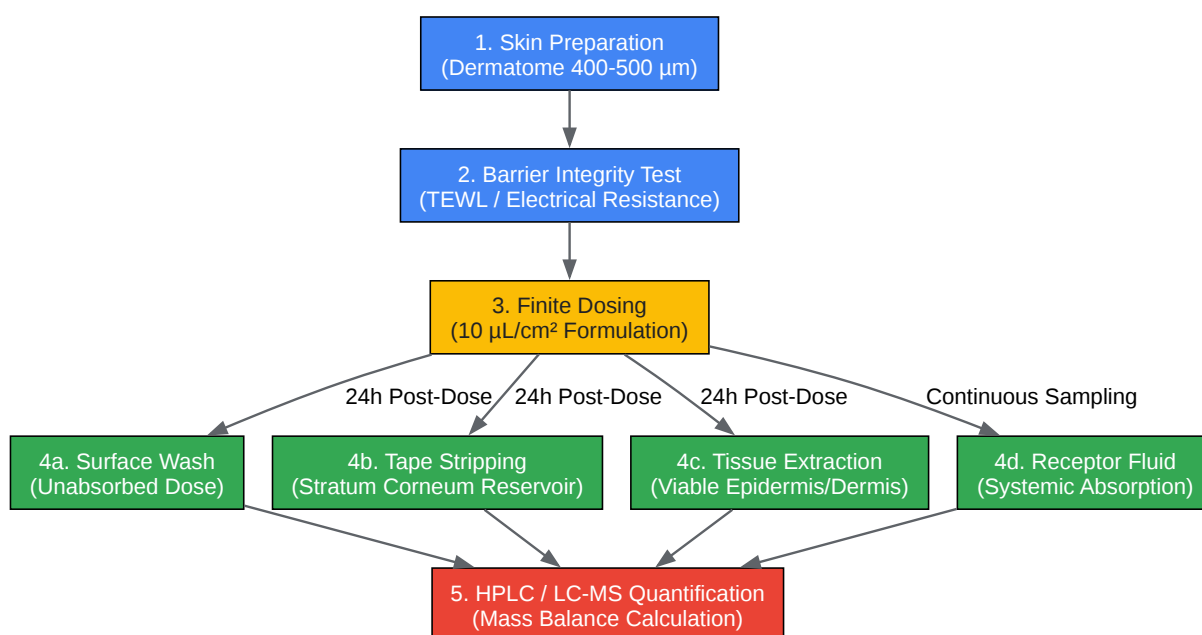 1. Skin Preparation
(Dermatome 400-500 µm)
2. Barrier Integrity Test
(TEWL / Electrical Resistance)
3. Finite Dosing
(10 µL/cm² Formulation)
24h Post-Dose
24h Post-Dose
24h Post-Dose
Continuous Sampling
4a. Surface Wash
(Unabsorbed Dose)
4b. Tape Stripping
(Stratum Corneum Reservoir)
4c. Tissue Extraction
(Viable Epidermis/Dermis)
4d. Receptor Fluid
(Systemic Absorption)
5. HPLC / LC-MS Quantification
(Mass Balance Calculation)